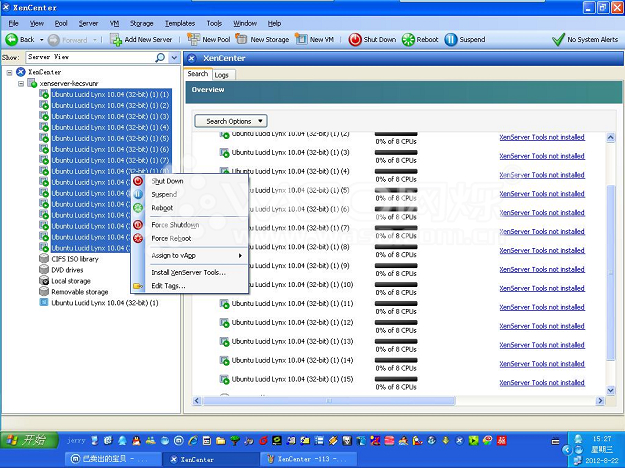 XenCenter
File View Pool Server VM Storage Templates Tools Window Help
Back Forward Add New Server New Pool New Storage New VM Shut Down Reboot Suspend No System Alerts
Show: Server View
XenCenter
XenCenter
xenserver-kecsvunr
Ubuntu Lucid Lynx 10.04 (32-bit) (1) (1)
Ubuntu Lucid Lynx 10.04 (32-bit) (1) (2)
Ubuntu Lucid Lynx 10.04 (32-bit) (1) (3)
Ubuntu Lucid Lynx 10.04 (32-bit) (1) (4)
Ubuntu Lucid Lynx 10.04 (32-bit) (1) (5)
Ubuntu Lucid Lynx 10.04 (32-bit) (1) (6)
Ubuntu Lucid Lynx 10.04 (32-bit) (1) (7)
Ubuntu Lucid Lynx 10.04 (32-bit) (1) (8)
Ubuntu Lucid Lynx
Ubuntu Lucid Lynx
Ubuntu Lucid Lynx
Ubuntu Lucid Lynx
Ubuntu Lucid Lynx
Ubuntu Lucid Lynx
Ubuntu Lucid Lynx
CIFS ISO library
DVD drives
Local storage
Removable storage
Ubuntu Lucid Lynx 10.04 (32-bit) (1)
Shut Down
Suspend
Reboot
Force Shutdown
Force Reboot
Assign to vApp
Install XenServer Tools...
Edit Tags...
Search Logs
Overview
Search Options
Ubuntu Lucid Lynx 10.04 (32-bit) (1) (2) 0% of 8 CPUs XenServer Tools not installed
Ubuntu Lucid Lynx 10.04 (32-bit) (1) (3) 0% of 8 CPUs XenServer Tools not installed
Ubuntu Lucid Lynx 10.04 (32-bit) (1) (4) 0% of 8 CPUs XenServer Tools not installed
Ubuntu Lucid Lynx 10.04 (32-bit) (1) (5) 0% of 8 CPUs XenServer Tools not installed
Ubuntu Lucid Lynx 10.04 (32-bit) (1) (6) 0% of 8 CPUs XenServer Tools not installed
Ubuntu Lucid Lynx 10.04 (32-bit) (1) (7) 0% of 8 CPUs XenServer Tools not installed
Ubuntu Lucid Lynx 10.04 (32-bit) (1) (8) 0% of 8 CPUs XenServer Tools not installed
Ubuntu Lucid Lynx 10.04 (32-bit) (1) (9) 0% of 8 CPUs XenServer Tools not installed
Ubuntu Lucid Lynx 10.04 (32-bit) (1) (10) 0% of 8 CPUs XenServer Tools not installed
Ubuntu Lucid Lynx 10.04 (32-bit) (1) (11) 0% of 8 CPUs XenServer Tools not installed
Ubuntu Lucid Lynx 10.04 (32-bit) (1) (12) 0% of 8 CPUs XenServer Tools not installed
Ubuntu Lucid Lynx 10.04 (32-bit) (1) (13) 0% of 8 CPUs XenServer Tools not installed
Ubuntu Lucid Lynx 10.04 (32-bit) (1) (14) 0% of 8 CPUs XenServer Tools not installed
Ubuntu Lucid Lynx 10.04 (32-bit) (1) (15) 0% of 8 CPUs XenServer Tools not installed
开始 jerry
已卖出的宝贝 - ... XenCenter XenCenter -113 -...
15:27
星期三
2012-8-22